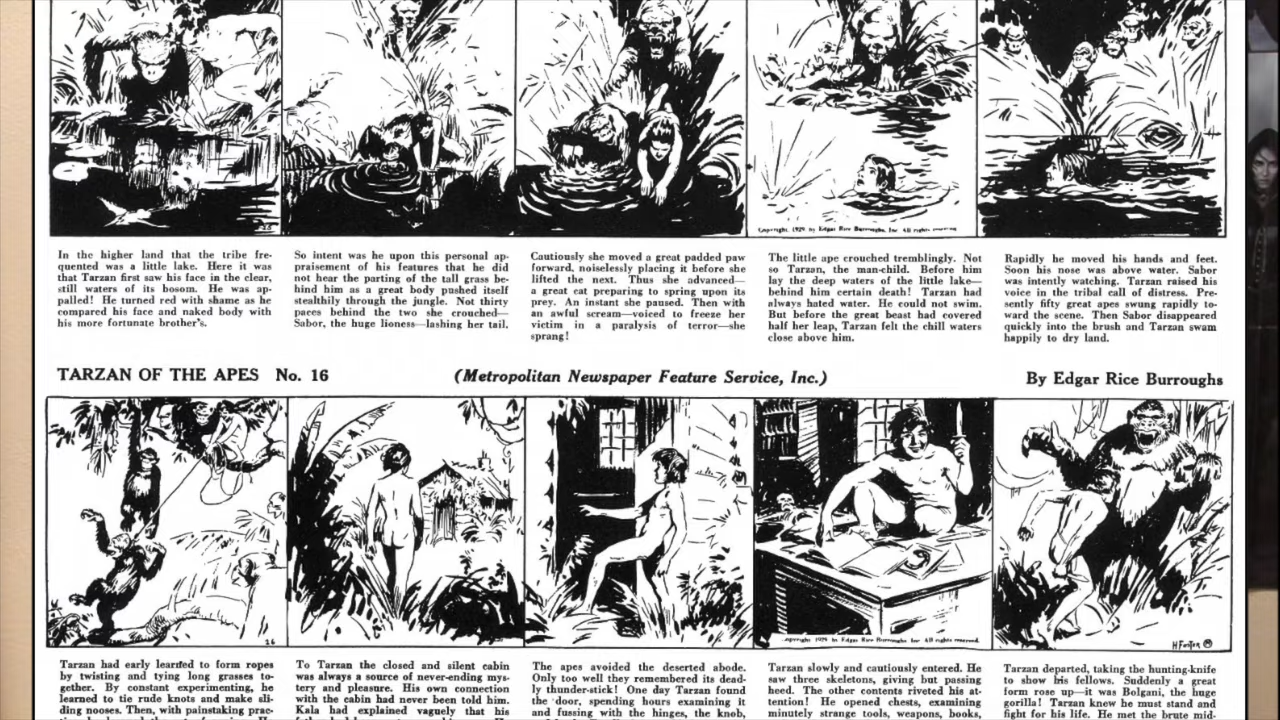 In the higher land that the tribe fre-
quented was a little lake. Here it was
that Tarzan first saw his face in the clear,
still waters of its bosom. He was ap-
palled! He turned red with shame as he
compared his face and naked body with
his more fortunate brother's.
So intent was he upon this personal ap-
praisement of his features that he did
not hear the parting of the tall grass be-
hind him as a great body pushed itself
stealthily through the jungle. Not thirty
paces behind the two she crouched—
Sabor, the huge lioness—lashing her tail.
Cautiously she moved a great padded paw
forward, noiselessly placing it before she
lifted the next. Thus she advanced—
a great cat preparing to spring upon its
prey. An instant she paused. Then with
an awful scream—voiced to freeze her
victim in a paralysis of terror—she
sprang!
Copyright 1929 by Edgar Rice Burroughs, Inc. All rights reserved
The little ape crouched tremblingly. Not
so Tarzan, the man-child. Before him
lay the deep waters of the little lake—
behind him certain death! Tarzan had
always hated water. He could not swim.
But before the great beast had covered
half her leap, Tarzan felt the chill waters
close above him.
Rapidly he moved his hands and feet.
Soon his nose was above water. Sabor
was intently watching. Tarzan raised his
voice in the tribal call of distress. Pre-
sently fifty great apes swung rapidly to-
ward the scene. Then Sabor disappeared
quickly into the brush and Tarzan swam
happily to dry land.
TARZAN OF THE APES No. 16 (Metropolitan Newspaper Feature Service, Inc.) By Edgar Rice Burroughs
16
copyright 1929 by Edgar Rice Burroughs Inc All rights reserved.
H Foster
Tarzan had early learned to form ropes
by twisting and tying long grasses to-
gether. By constant experimenting, he
learned to tie rude knots and make sli-
ding nooses. Then, with painstaking prac-
To Tarzan the closed and silent cabin
was always a source of never-ending mys-
tery and pleasure. His own connection
with the cabin had never been told him.
Kala had explained vaguely that his
The apes avoided the deserted abode.
Only too well they remembered its dead-
ly thunder-stick! One day Tarzan found
the door, spending hours examining it
and fussing with the hinges, the knob,
Tarzan slowly and cautiously entered. He
saw three skeletons, giving but passing
heed. The other contents riveted his at-
tention! He opened chests, examining
minutely strange tools, weapons, books,
Tarzan departed, taking the hunting-knife
to show his fellows. Suddenly a great
form rose up—it was Bolgani, the huge
gorilla! Tarzan knew he must stand and
fight for his life. He met the brute mid-